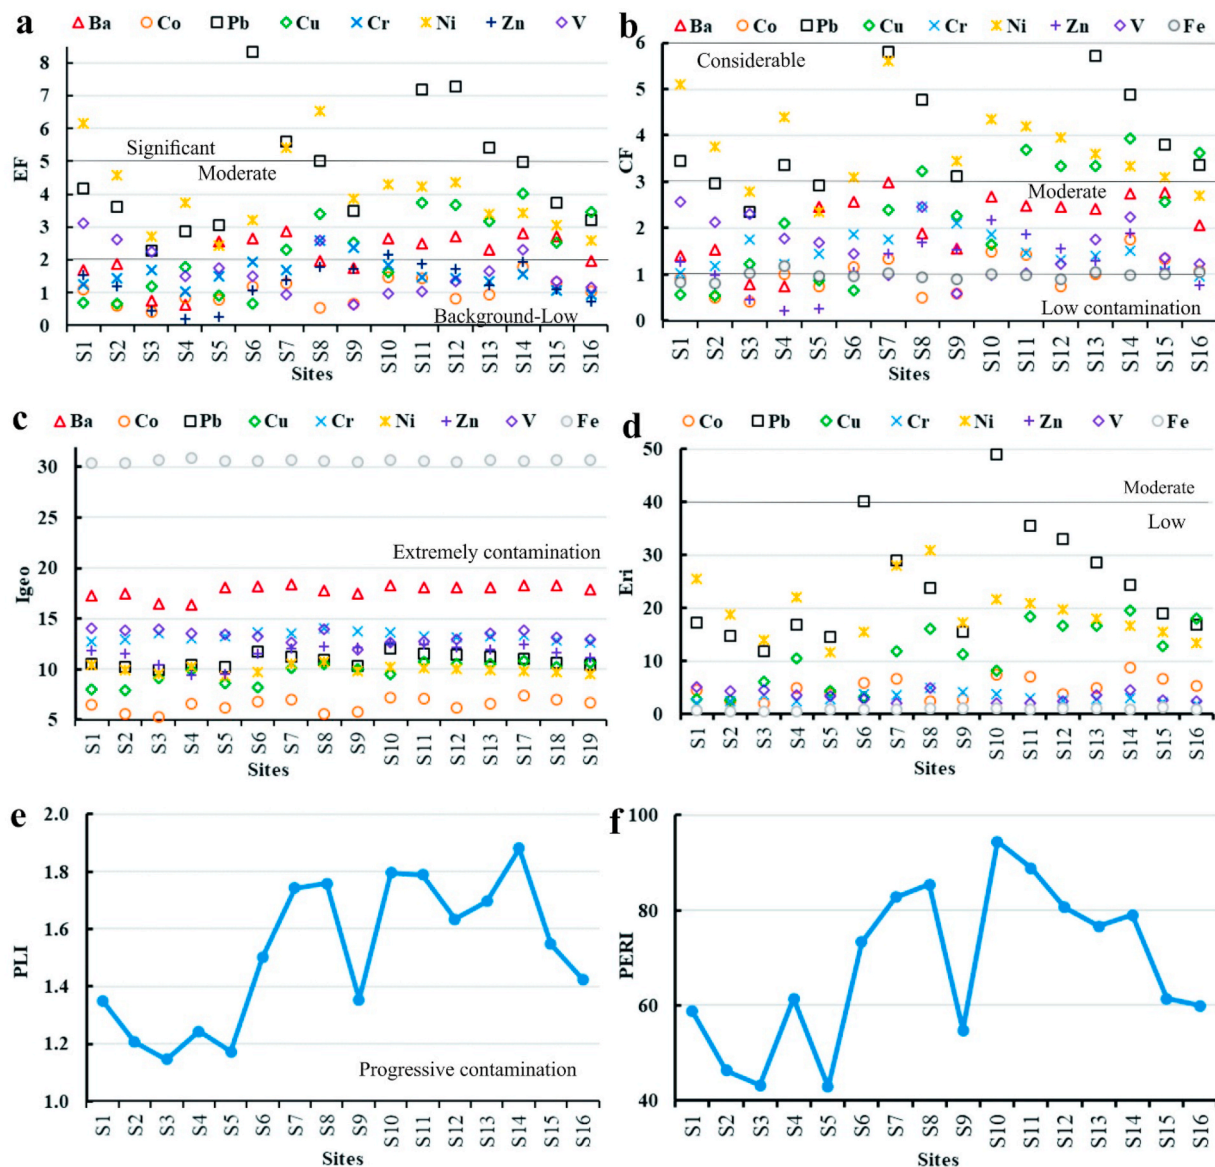 a
Ba Co Pb Cu Cr Ni Zn V
EF
9
8
7
6
5
4
3
2
1
0
Significant
Moderate
Background-Low
S1 S2 S3 S4 S5 S6 S7 S8 S9 S10 S11 S12 S13 S14 S15 S16
Sites
b
Ba Co Pb Cu Cr Ni Zn V Fe
CF
6
5
4
3
2
1
0
Considerable
Moderate
Low contamination
S1 S2 S3 S4 S5 S6 S7 S8 S9 S10 S11 S12 S13 S14 S15 S16
Sites
c
Ba Co Pb Cu Cr Ni Zn V Fe
Igeo
30
25
20
15
10
5
Extremely contamination
S1 S2 S3 S4 S5 S6 S7 S8 S9 S10 S11 S12 S13 S14 S17 S18 S19
Sites
d
Co Pb Cu Cr Ni Zn V Fe
Eri
50
40
30
20
10
0
Moderate
Low
S1 S2 S3 S4 S5 S6 S7 S8 S9 S10 S11 S12 S13 S14 S15 S16
Sites
e
PLI
2.0
1.8
1.6
1.4
1.2
1.0
Progressive contamination
S1 S2 S3 S4 S5 S6 S7 S8 S9 S10 S11 S12 S13 S14 S15 S16
Sites
f
PERI
100
80
60
40
S1 S2 S3 S4 S5 S6 S7 S8 S9 S10 S11 S12 S13 S14 S15 S16
Sites